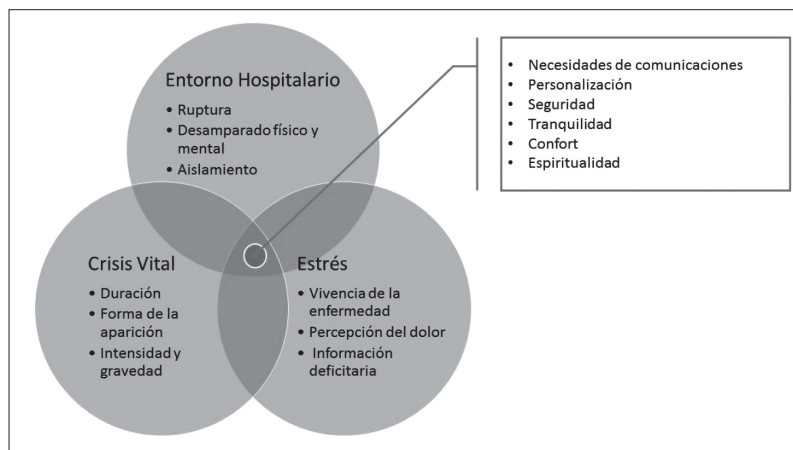 Entorno Hospitalario
• Ruptura
• Desamparado físico y
mental
• Aislamiento
• Necesidades de comunicaciones
• Personalización
• Seguridad
• Tranquilidad
• Confort
• Espiritualidad
Crisis Vital
• Duración
• Forma de la
aparición
• Intensidad y
gravedad
Estrés
• Vivencia de la
enfermedad
• Percepción del dolor
• Información
deficitaria